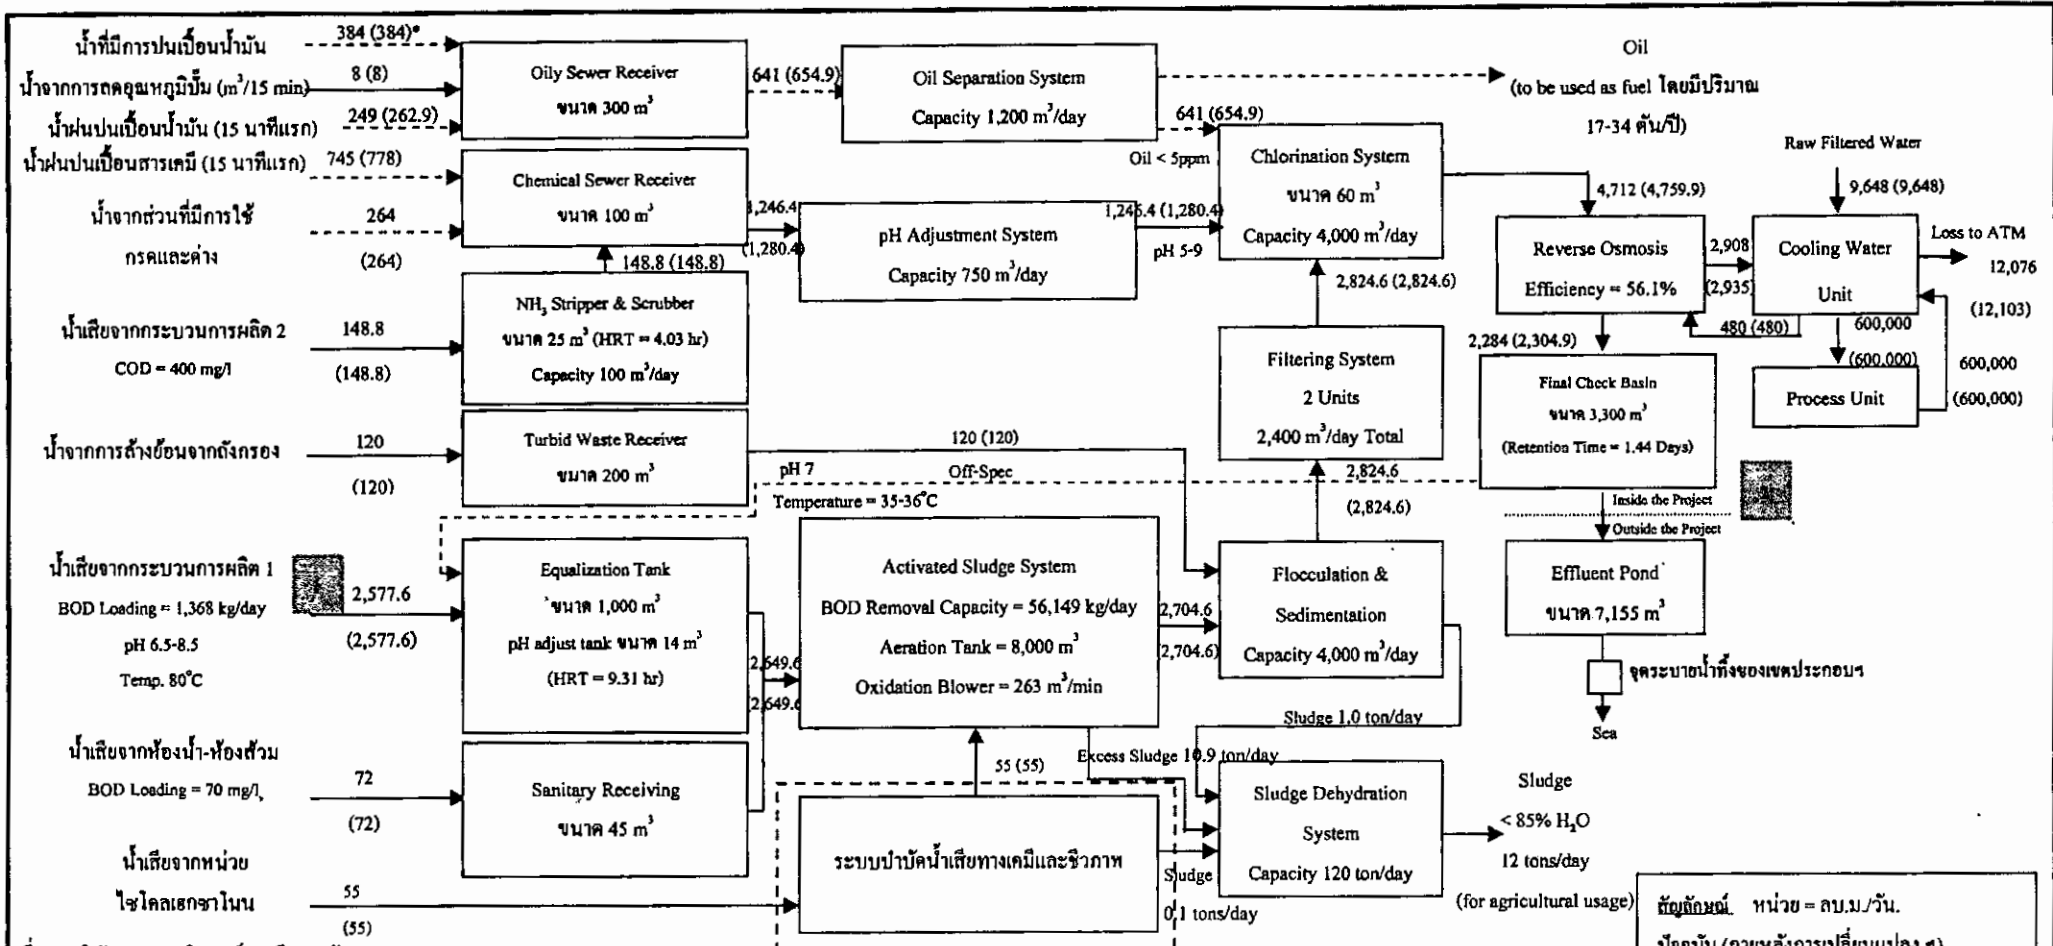 น้ำที่มีการปนเปื้อนน้ำมัน
384 (384)*
น้ำจากการลดอุณหภูมิปั๊ม (m³/15 min)
8 (8)
น้ำฝนปนเปื้อนน้ำมัน (15 นาทีแรก)
249 (262.9)
Oily Sewer Receiver
ขนาด 300 m³
641 (654.9)
Oil Separation System
Capacity 1,200 m³/day
641 (654.9)
Oil < 5ppm
Oil
(to be used as fuel โดยมีปริมาณ
17-34 ตัน/ปี)
น้ำฝนปนเปื้อนสารเคมี (15 นาทีแรก)
745 (778)
น้ำจากส่วนที่มีการใช้
กรดและด่าง
264
(264)
Chemical Sewer Receiver
ขนาด 100 m³
1,246.4
(1,280.4)
pH Adjustment System
Capacity 750 m³/day
1,246.4 (1,280.4)
pH 5-9
Chlorination System
ขนาด 60 m³
Capacity 4,000 m³/day
4,712 (4,759.9)
Raw Filtered Water
9,648 (9,648)
Reverse Osmosis
Efficiency = 56.1%
2,908
(2,935)
Cooling Water
Unit
Loss to ATM
12,076
(12,103)
480 (480)
600,000
(600,000)
Process Unit
600,000
(600,000)
148.8 (148.8)
น้ำเสียจากกระบวนการผลิต 2
COD = 400 mg/l
148.8
(148.8)
NH₃ Stripper & Scrubber
ขนาด 25 m³ (HRT = 4.03 hr)
Capacity 100 m³/day
2,824.6 (2,824.6)
Filtering System
2 Units
2,400 m³/day Total
2,284 (2,304.9)
Final Check Basin
ขนาด 3,300 m³
(Retention Time = 1.44 Days)
น้ำจากการล้างย้อนจากถังกรอง
120
(120)
Turbid Waste Receiver
ขนาด 200 m³
120 (120)
pH 7
Off-Spec
Temperature = 35-36°C
2,824.6
(2,824.6)
Inside the Project
Outside the Project
น้ำเสียจากกระบวนการผลิต 1
BOD Loading = 1,368 kg/day
pH 6.5-8.5
Temp. 80°C
2,577.6
(2,577.6)
Equalization Tank
ขนาด 1,000 m³
pH adjust tank ขนาด 14 m³
(HRT = 9.31 hr)
2,649.6
(2,649.6)
Activated Sludge System
BOD Removal Capacity = 56,149 kg/day
Aeration Tank = 8,000 m³
Oxidation Blower = 263 m³/min
2,704.6
(2,704.6)
Flocculation &
Sedimentation
Capacity 4,000 m³/day
Effluent Pond
ขนาด 7,155 m³
จุดระบายน้ำทิ้งของเขตประกอบฯ
Sea
น้ำเสียจากห้องน้ำ-ห้องส้วม
BOD Loading = 70 mg/l,
72
(72)
Sanitary Receiving
ขนาด 45 m³
55 (55)
Sludge 1.0 ton/day
Excess Sludge 10.9 ton/day
Sludge Dehydration
System
Capacity 120 ton/day
Sludge
< 85% H₂O
12 tons/day
(for agricultural usage)
น้ำเสียจากหน่วย
ไซโคลเฮกซาโนน
55
(55)
ระบบบำบัดน้ำเสียทางเคมีและชีวภาพ
Sludge
0.1 tons/day
สัญลักษณ์ หน่วย = ลบ.ม./วัน.